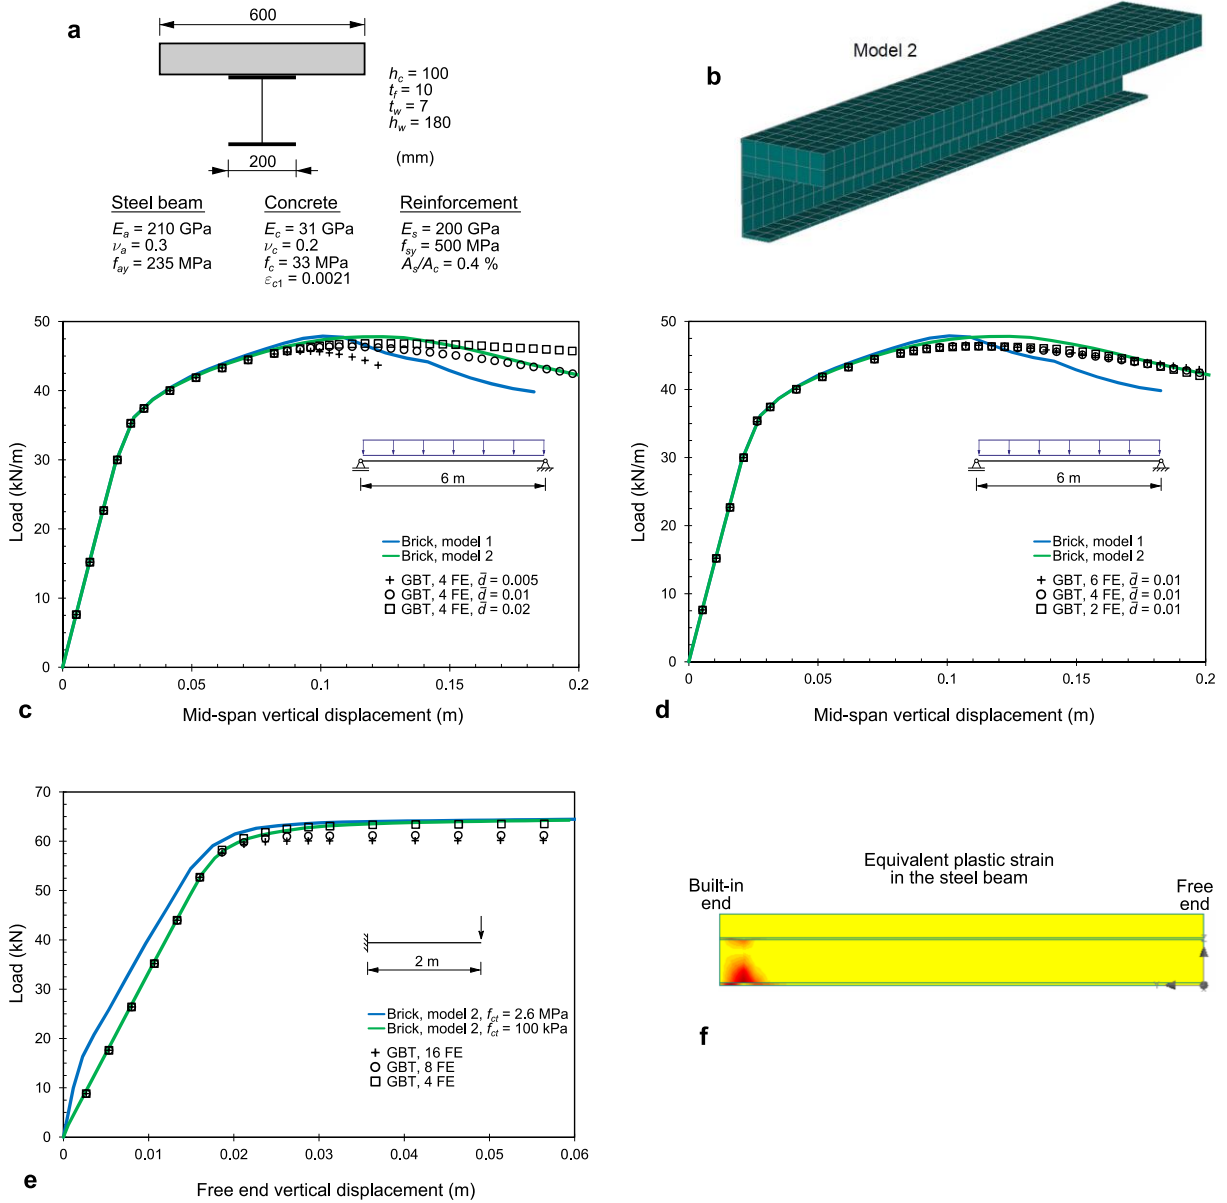 a
600
h_c = 100
t_f = 10
t_w = 7
h_w = 180
(mm)
200
Steel beam
E_a = 210 GPa
ν_a = 0.3
f_ay = 235 MPa
Concrete
E_c = 31 GPa
ν_c = 0.2
f_c = 33 MPa
ε_c1 = 0.0021
Reinforcement
E_s = 200 GPa
f_sy = 500 MPa
A_s/A_c = 0.4 %
b
Model 2
50
40
30
20
10
0
Load (kN/m)
6 m
Brick, model 1
Brick, model 2
GBT, 4 FE, d̄ = 0.005
GBT, 4 FE, d̄ = 0.01
GBT, 4 FE, d̄ = 0.02
0 0.05 0.1 0.15 0.2
Mid-span vertical displacement (m)
c
50
40
30
20
10
0
Load (kN/m)
6 m
Brick, model 1
Brick, model 2
GBT, 6 FE, d̄ = 0.01
GBT, 4 FE, d̄ = 0.01
GBT, 2 FE, d̄ = 0.01
0 0.05 0.1 0.15 0.2
Mid-span vertical displacement (m)
d
70
60
50
40
30
20
10
0
Load (kN)
2 m
Brick, model 2, f_ct = 2.6 MPa
Brick, model 2, f_ct = 100 kPa
GBT, 16 FE
GBT, 8 FE
GBT, 4 FE
0 0.01 0.02 0.03 0.04 0.05 0.06
Free end vertical displacement (m)
e
Equivalent plastic strain
in the steel beam
Built-in
end
Free
end
f